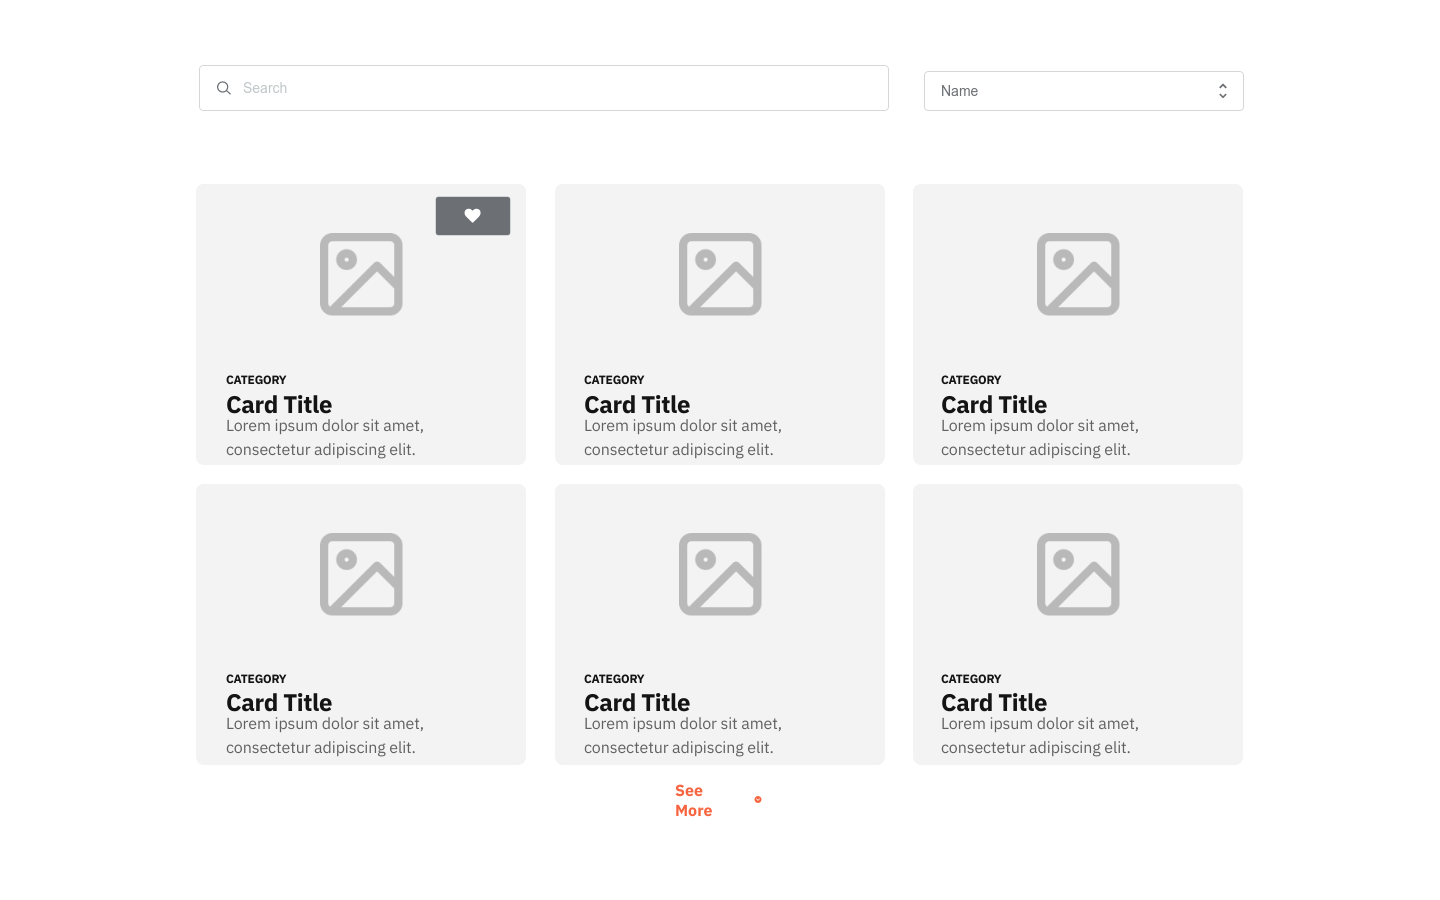 Search
Name
CATEGORY
Card Title
Lorem ipsum dolor sit amet,
consectetur adipiscing elit.
CATEGORY
Card Title
Lorem ipsum dolor sit amet,
consectetur adipiscing elit.
CATEGORY
Card Title
Lorem ipsum dolor sit amet,
consectetur adipiscing elit.
CATEGORY
Card Title
Lorem ipsum dolor sit amet,
consectetur adipiscing elit.
CATEGORY
Card Title
Lorem ipsum dolor sit amet,
consectetur adipiscing elit.
CATEGORY
Card Title
Lorem ipsum dolor sit amet,
consectetur adipiscing elit.
See
More